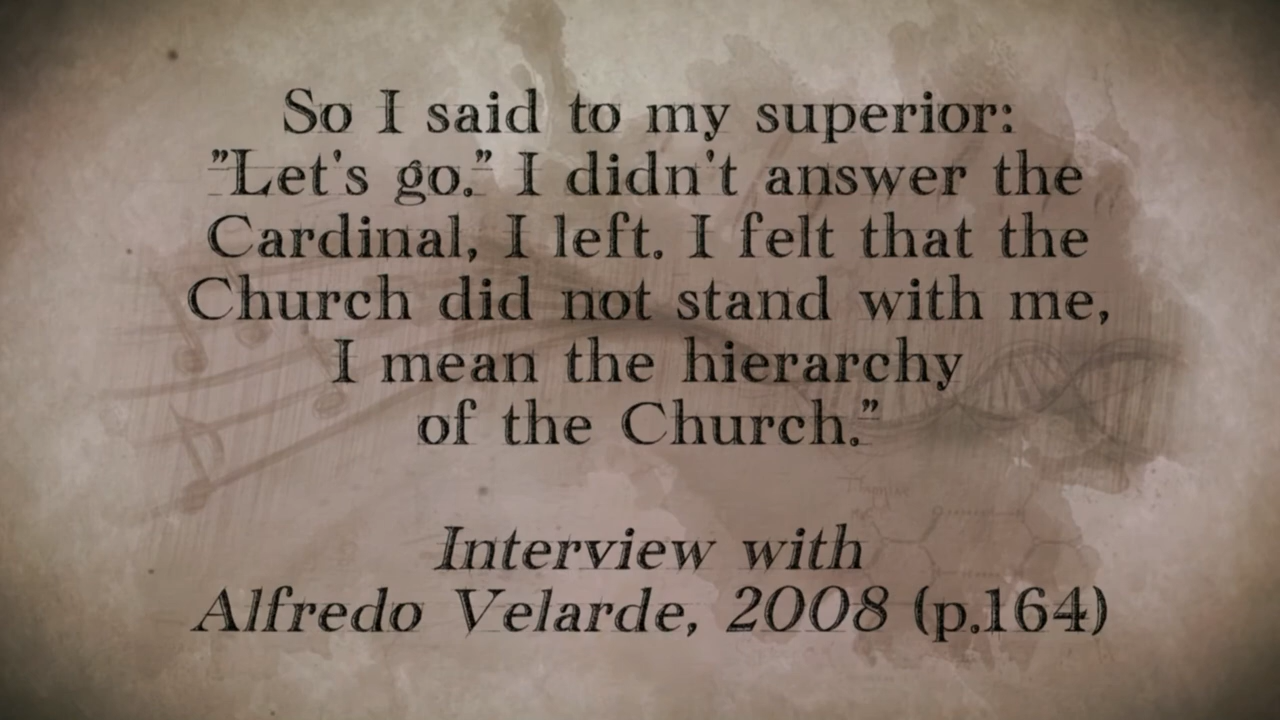 So I said to my superior:
"Let's go." I didn't answer the
Cardinal, I left. I felt that the
Church did not stand with me,
I mean the hierarchy
of the Church."
Interview with
Alfredo Velarde, 2008 (p.164)